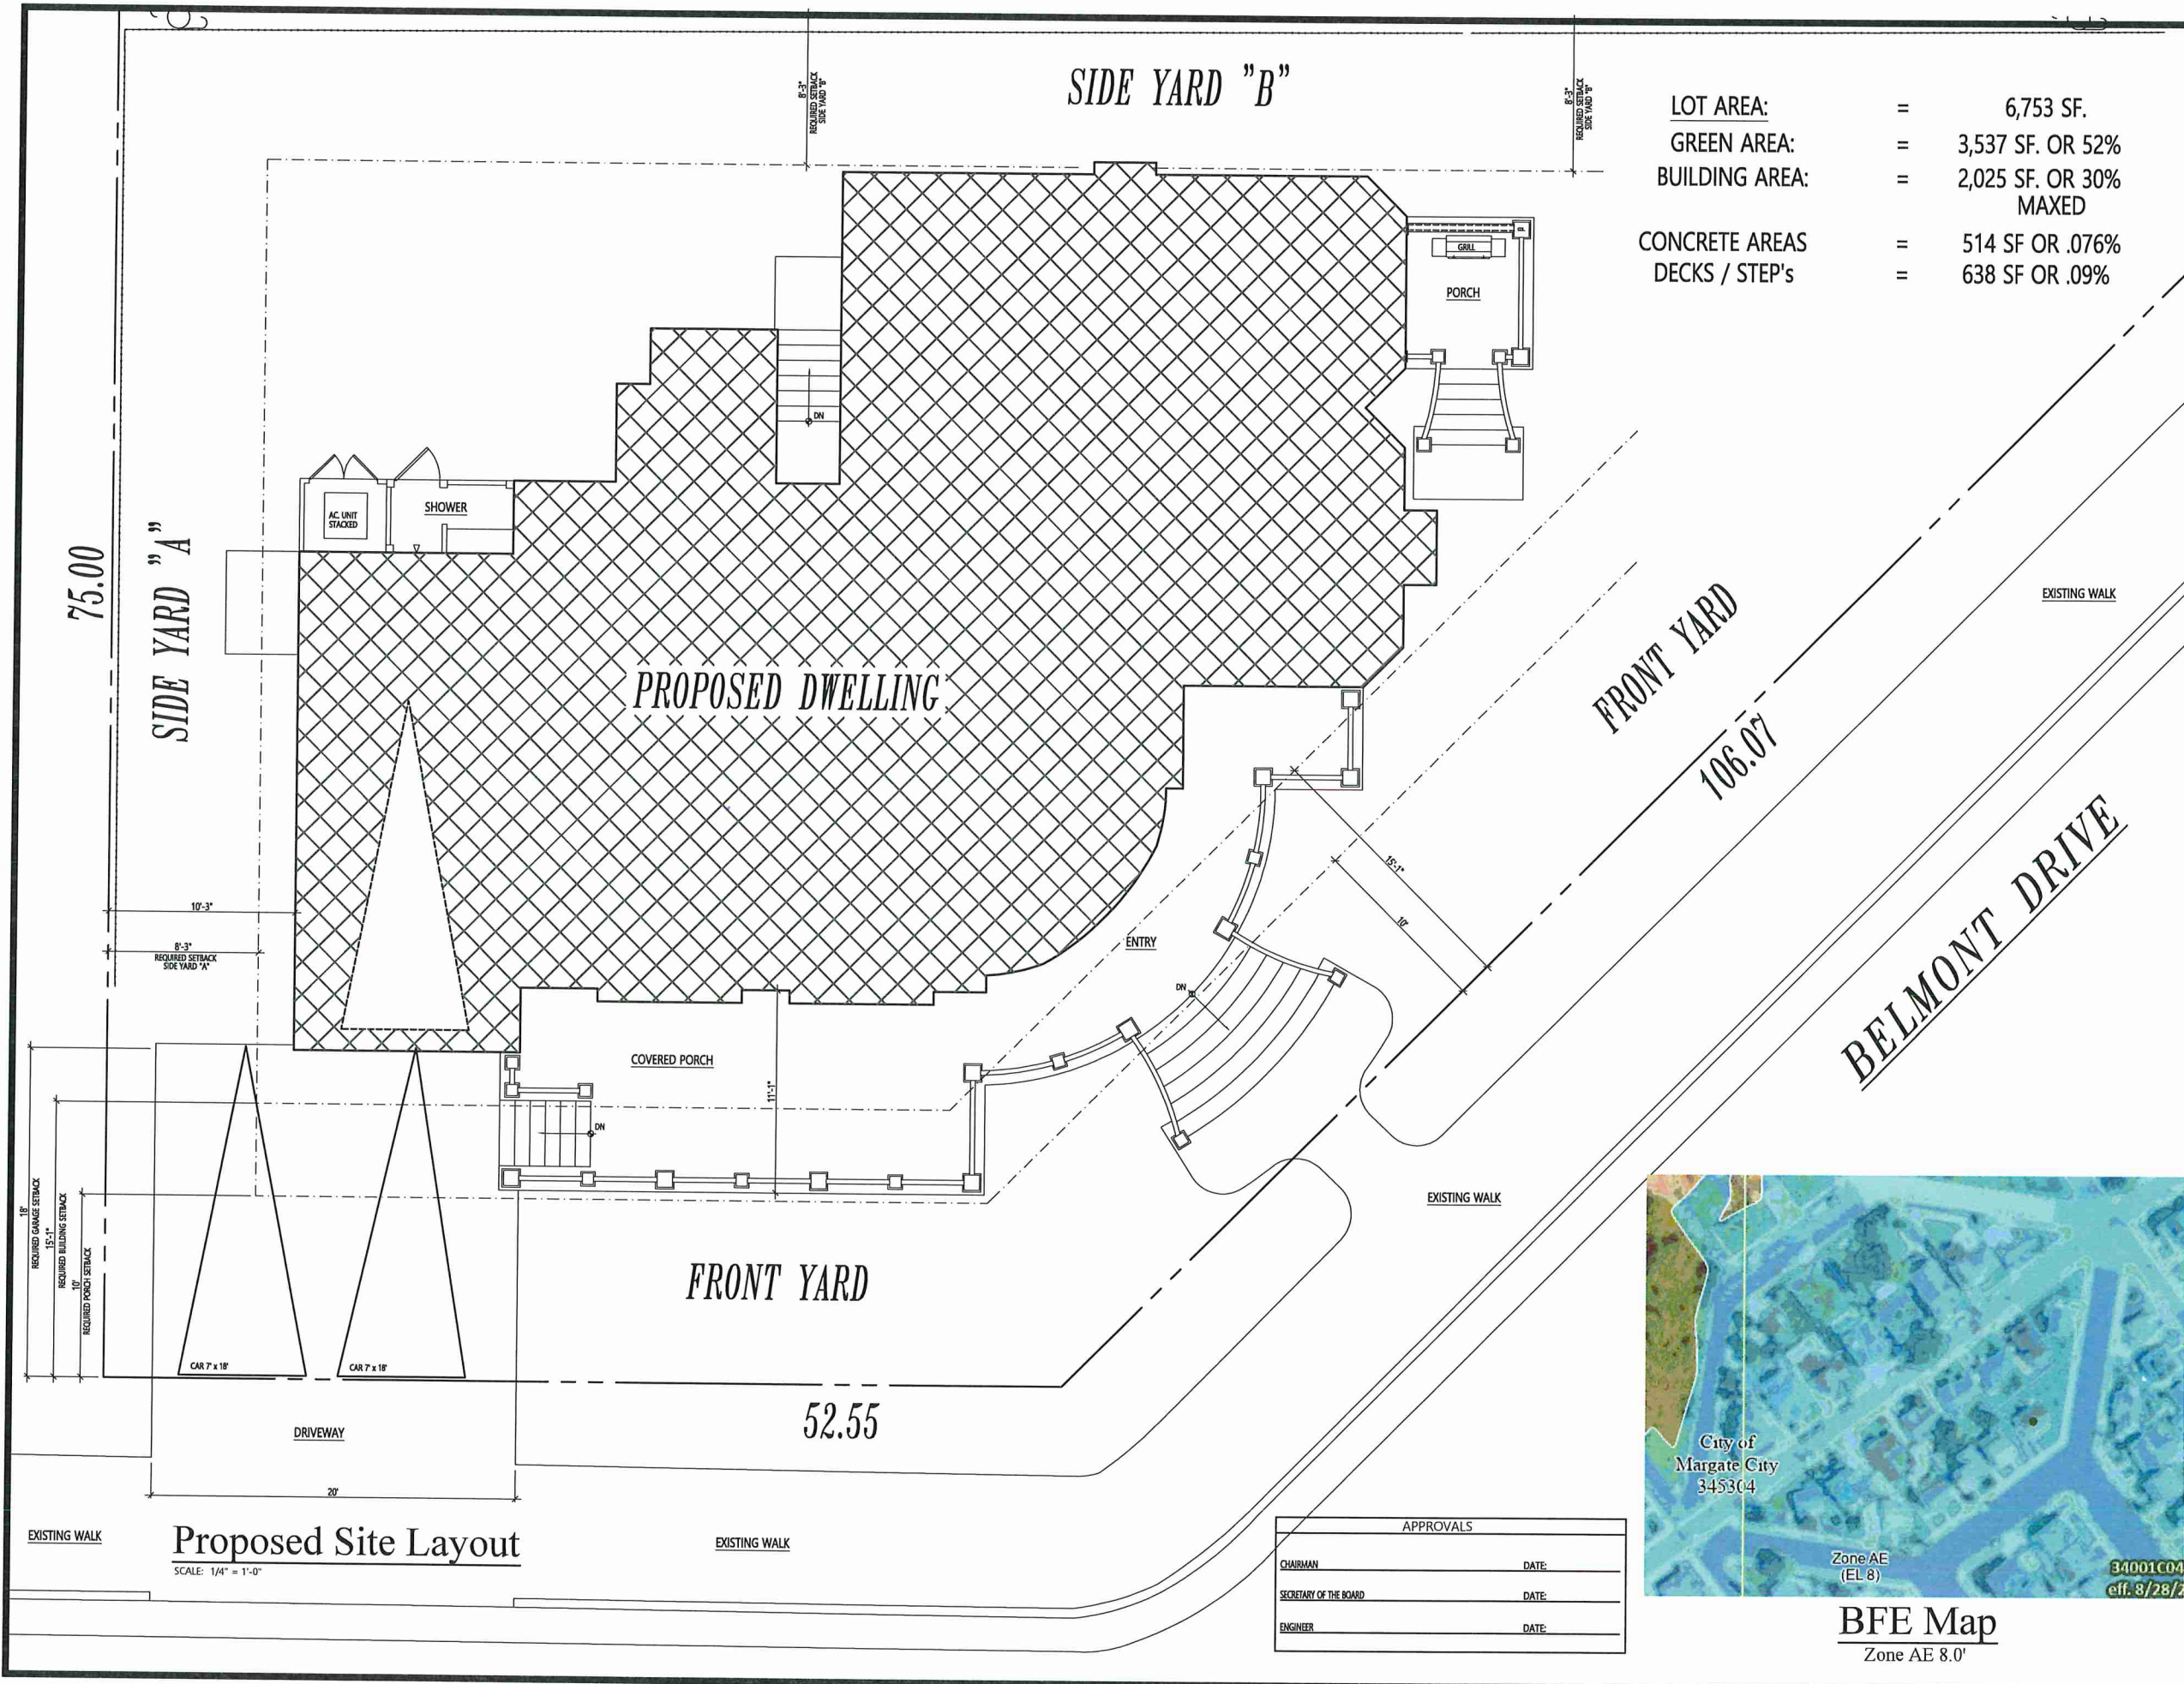 SIDE YARD "B"
8'-3"
REQUIRED SETBACK
SIDE YARD "B"
8'-3"
REQUIRED SETBACK
SIDE YARD "B"
LOT AREA: = 6,753 SF.
GREEN AREA: = 3,537 SF. OR 52%
BUILDING AREA: = 2,025 SF. OR 30%
MAXED
CONCRETE AREAS = 514 SF OR .076%
DECKS / STEP's = 638 SF OR .09%
GRILL
PORCH
DN
AC. UNIT
STACKED
SHOWER
75.00
SIDE YARD "A"
PROPOSED DWELLING
FRONT YARD
106.07
EXISTING WALK
BELMONT DRIVE
10'-3"
8'-3"
REQUIRED SETBACK
SIDE YARD "A"
15'-1"
10'
ENTRY
DN
COVERED PORCH
11'-1"
DN
18'
REQUIRED GARAGE SETBACK
15'-1"
REQUIRED BUILDING SETBACK
10'
REQUIRED PORCH SETBACK
EXISTING WALK
FRONT YARD
CAR 7' x 18'
CAR 7' x 18'
52.55
DRIVEWAY
20'
EXISTING WALK
Proposed Site Layout
SCALE: 1/4" = 1'-0"
EXISTING WALK
APPROVALS
CHAIRMAN DATE:
SECRETARY OF THE BOARD DATE:
ENGINEER DATE:
City of
Margate City
345304
Zone AE
(EL 8)
34001C04
eff. 8/28/2
BFE Map
Zone AE 8.0'